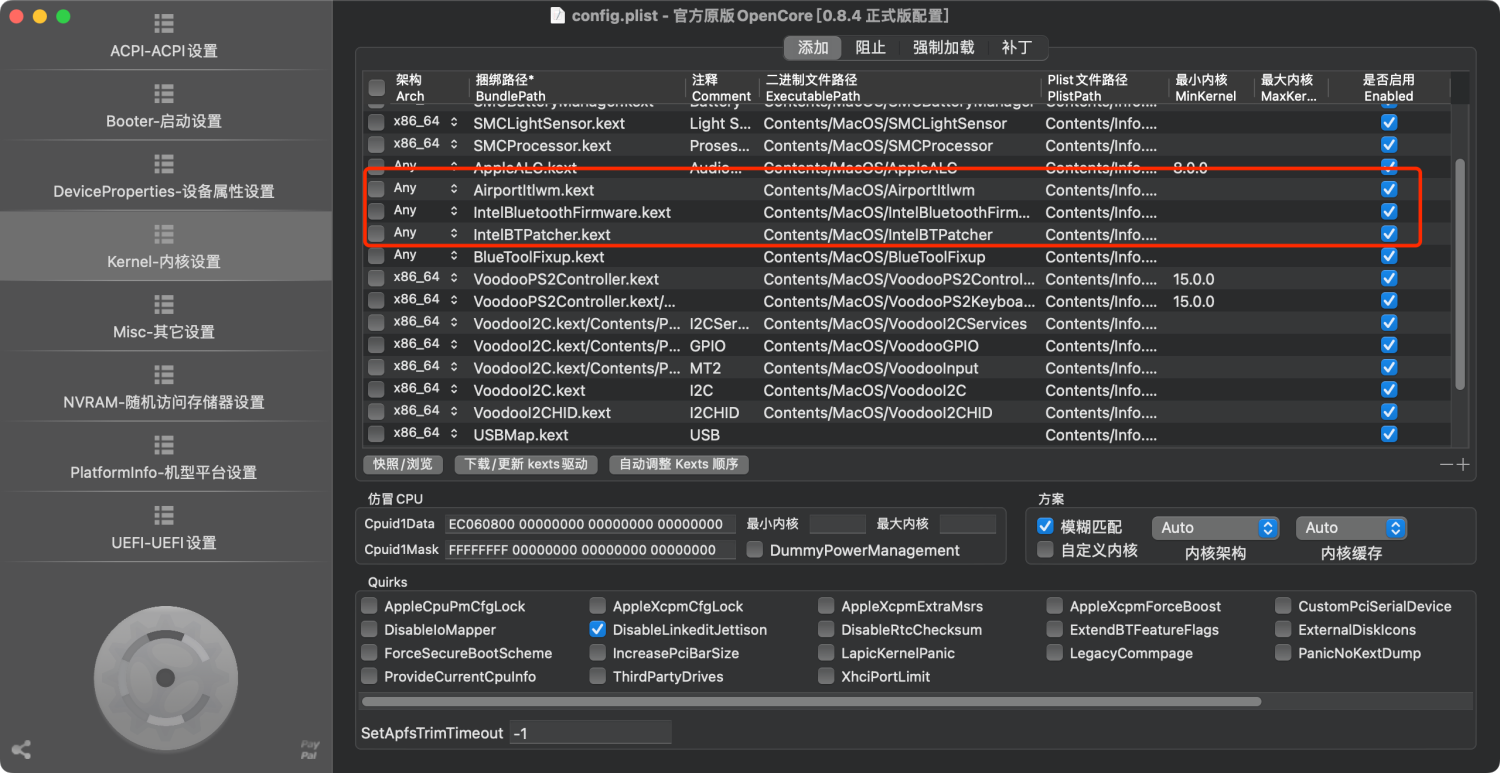 config.plist - 官方原版OpenCore[0.8.4 正式版配置]
ACPI-ACPI设置
Booter-启动设置
DeviceProperties-设备属性设置
Kernel-内核设置
Misc-其它设置
NVRAM-随机访问存储器设置
PlatformInfo-机型平台设置
UEFI-UEFI设置
Pay
Pal
添加 阻止 强制加载 补丁
架构 捆绑路径* 注释 二进制文件路径 Plist文件路径 最小内核 最大内核 是否启用
Arch BundlePath Comment ExecutablePath PlistPath MinKernel MaxKer... Enabled
x86_64 SMCLightSensor.kext Light S... Contents/MacOS/SMCLightSensor Contents/Info....
x86_64 SMCProcessor.kext Proses... Contents/MacOS/SMCProcessor Contents/Info....
Any AppleALC.kext Audio... Contents/MacOS/AppleALC Contents/Info.... 8.0.0
Any AirportItlwm.kext Contents/MacOS/AirportItlwm Contents/Info....
Any IntelBluetoothFirmware.kext Contents/MacOS/IntelBluetoothFirm... Contents/Info....
Any IntelBTPatcher.kext Contents/MacOS/IntelBTPatcher Contents/Info....
Any BlueToolFixup.kext Contents/MacOS/BlueToolFixup Contents/Info....
x86_64 VoodooPS2Controller.kext Contents/MacOS/VoodooPS2Control... Contents/Info.... 15.0.0
x86_64 VoodooPS2Controller.kext/... Contents/MacOS/VoodooPS2Keyboa... Contents/Info.... 15.0.0
x86_64 VoodooI2C.kext/Contents/P... I2CSer... Contents/MacOS/VoodooI2CServices Contents/Info....
x86_64 VoodooI2C.kext/Contents/P... GPIO Contents/MacOS/VoodooGPIO Contents/Info....
x86_64 VoodooI2C.kext/Contents/P... MT2 Contents/MacOS/VoodooInput Contents/Info....
x86_64 VoodooI2C.kext I2C Contents/MacOS/VoodooI2C Contents/Info....
x86_64 VoodooI2CHID.kext I2CHID Contents/MacOS/VoodooI2CHID Contents/Info....
x86_64 USBMap.kext USB Contents/Info....
快照/浏览 下载/更新 kexts驱动 自动调整 Kexts 顺序
仿冒CPU
Cpuid1Data EC060800 00000000 00000000 00000000 最小内核 最大内核
Cpuid1Mask FFFFFFFF 00000000 00000000 00000000 DummyPowerManagement
方案
模糊匹配 Auto Auto
自定义内核 内核架构 内核缓存
Quirks
AppleCpuPmCfgLock AppleXcpmCfgLock AppleXcpmExtraMsrs AppleXcpmForceBoost CustomPciSerialDevice
DisableIoMapper DisableLinkeditJettison DisableRtcChecksum ExtendBTFeatureFlags ExternalDiskIcons
ForceSecureBootScheme IncreasePciBarSize LapicKernelPanic LegacyCommpage PanicNoKextDump
ProvideCurrentCpuInfo ThirdPartyDrives XhciPortLimit
SetApfsTrimTimeout -1